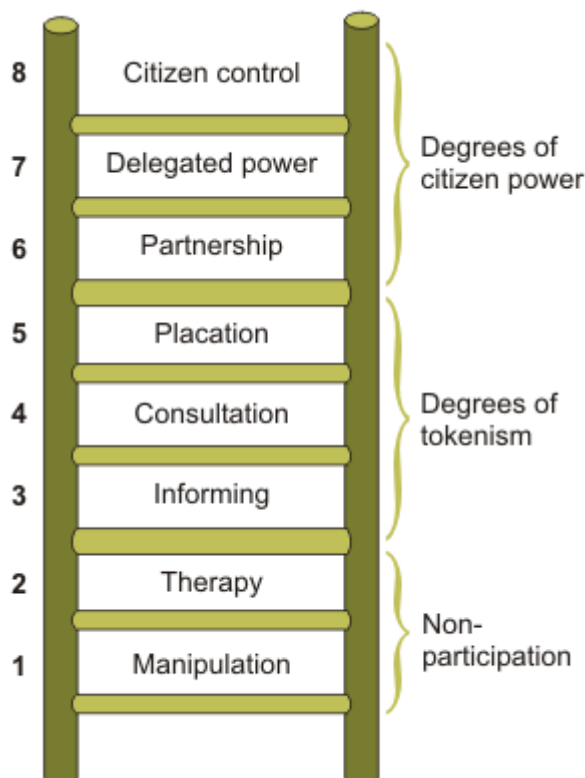 8 Citizen control
7 Delegated power
Degrees of
citizen power
6 Partnership
5 Placation
4 Consultation
Degrees of
tokenism
3 Informing
2 Therapy
Non-
participation
1 Manipulation